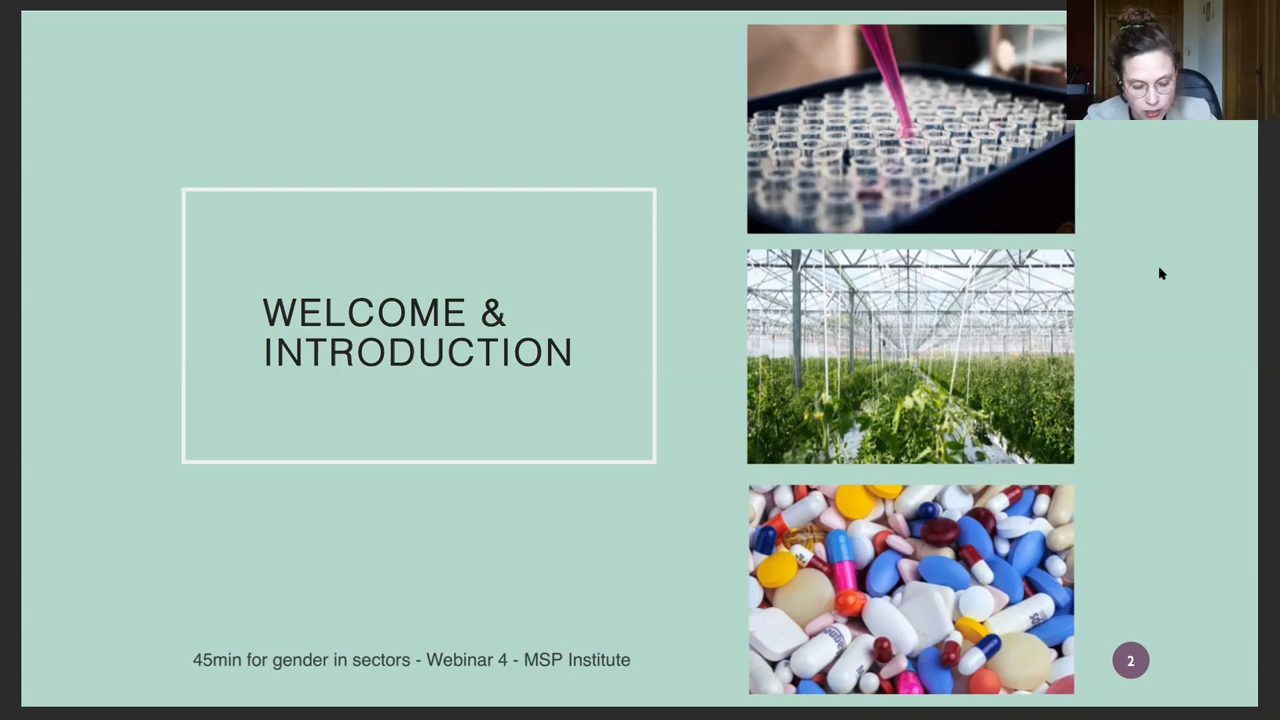 WELCOME &
INTRODUCTION
45min for gender in sectors - Webinar 4 - MSP Institute
2